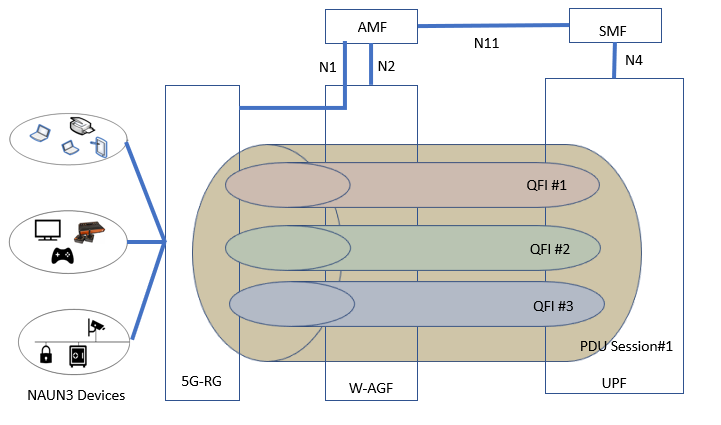 AMF
SMF
N11
N1
N2
N4
QFI #1
QFI #2
QFI #3
PDU Session#1
5G-RG
W-AGF
UPF
NAUN3 Devices